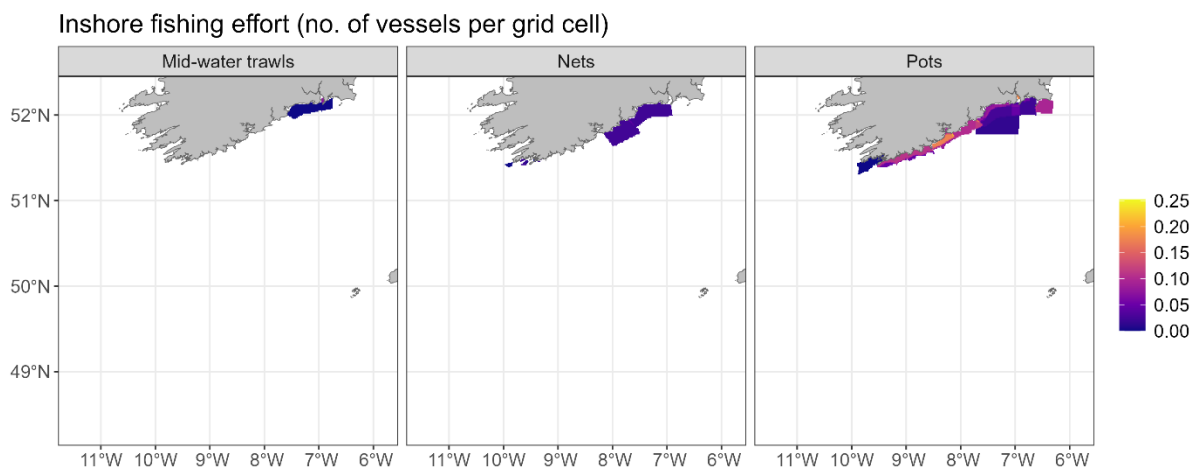 Inshore fishing effort (no. of vessels per grid cell)
Mid-water trawls Nets Pots
52°N
51°N
50°N
49°N
0.25
0.20
0.15
0.10
0.05
0.00
11°W 10°W 9°W 8°W 7°W 6°W 11°W 10°W 9°W 8°W 7°W 6°W 11°W 10°W 9°W 8°W 7°W 6°W